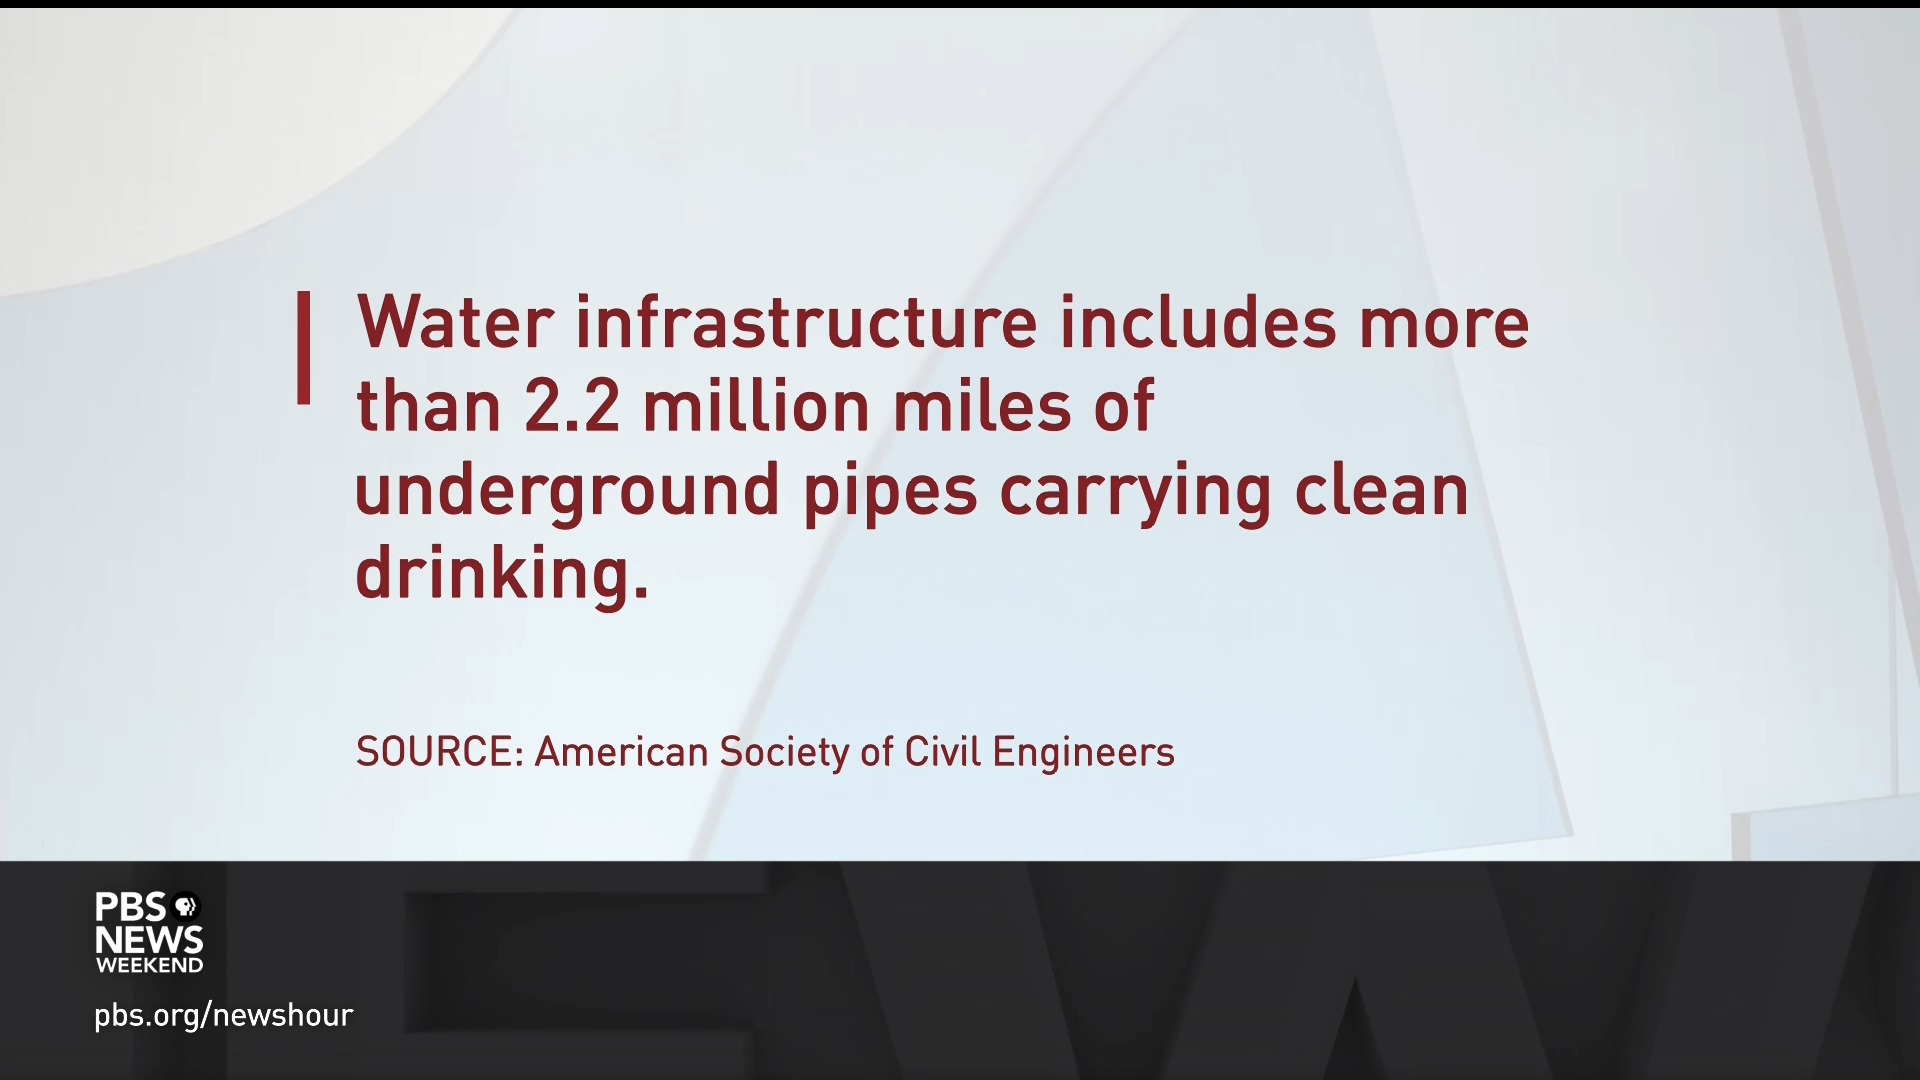 Water infrastructure includes more
than 2.2 million miles of
underground pipes carrying clean
drinking.
SOURCE: American Society of Civil Engineers
PBS
NEWS
WEEKEND
pbs.org/newshour